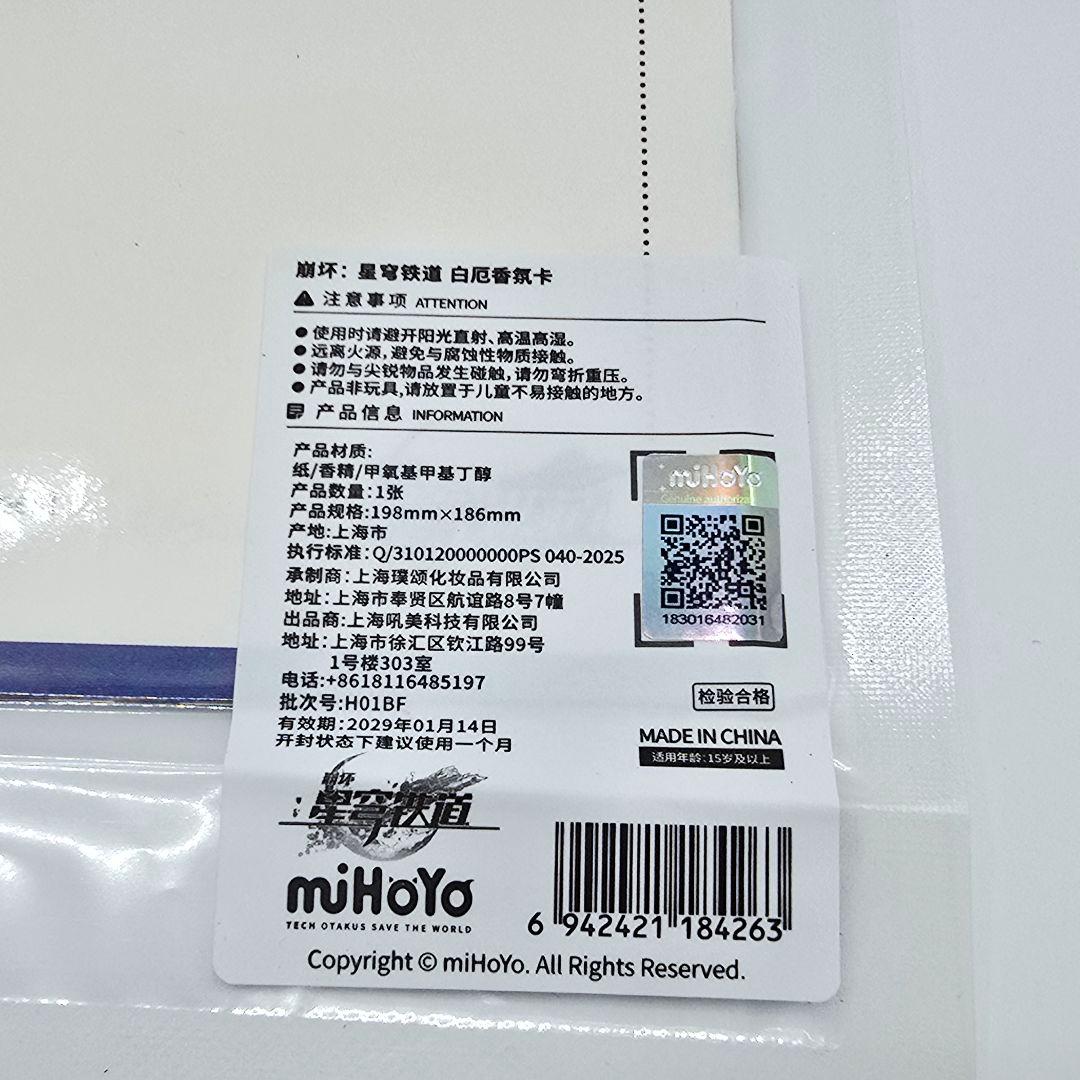 崩坏：星穹铁道 白厄香氛卡
注意事项 ATTENTION
● 使用时请避开阳光直射、高温高湿。
● 远离火源，避免与腐蚀性物质接触。
● 请勿与尖锐物品发生碰触，请勿弯折重压。
● 产品非玩具，请放置于儿童不易接触的地方。
产品信息 INFORMATION
产品材质：
纸/香精/甲氧基甲基丁醇
产品数量：1张
产品规格：198mm×186mm
产地：上海市
执行标准：Q/310120000000PS 040-2025
承制商：上海璞颂化妆品有限公司
地址：上海市奉贤区航谊路8号7幢
出品商：上海吼美科技有限公司
地址：上海市徐汇区钦江路99号
1号楼303室
电话：+8618116485197
批次号：H01BF
有效期：2029年01月14日
开封状态下建议使用一个月
miHoYo
Genuine authoriza
183016482031
检验合格
MADE IN CHINA
适用年龄：15岁及以上
崩坏
星穹铁道
miHoYo
TECH OTAKUS SAVE THE WORLD
6 942421 184263
Copyright © miHoYo. All Rights Reserved.